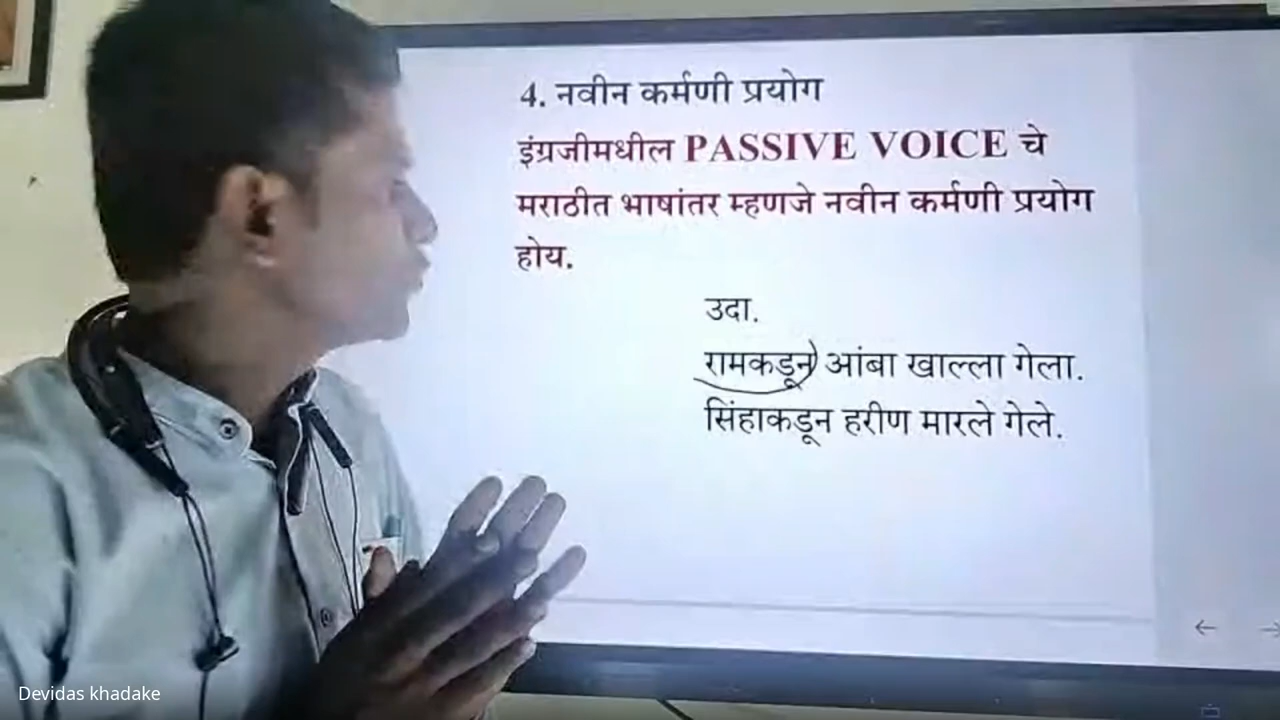 4. नवीन कर्मणी प्रयोग
इंग्रजीमधील PASSIVE VOICE चे
मराठीत भाषांतर म्हणजे नवीन कर्मणी प्रयोग
होय.
उदा.
रामकडून आंबा खाल्ला गेला.
सिंहाकडून हरीण मारले गेले.
Devidas khadake